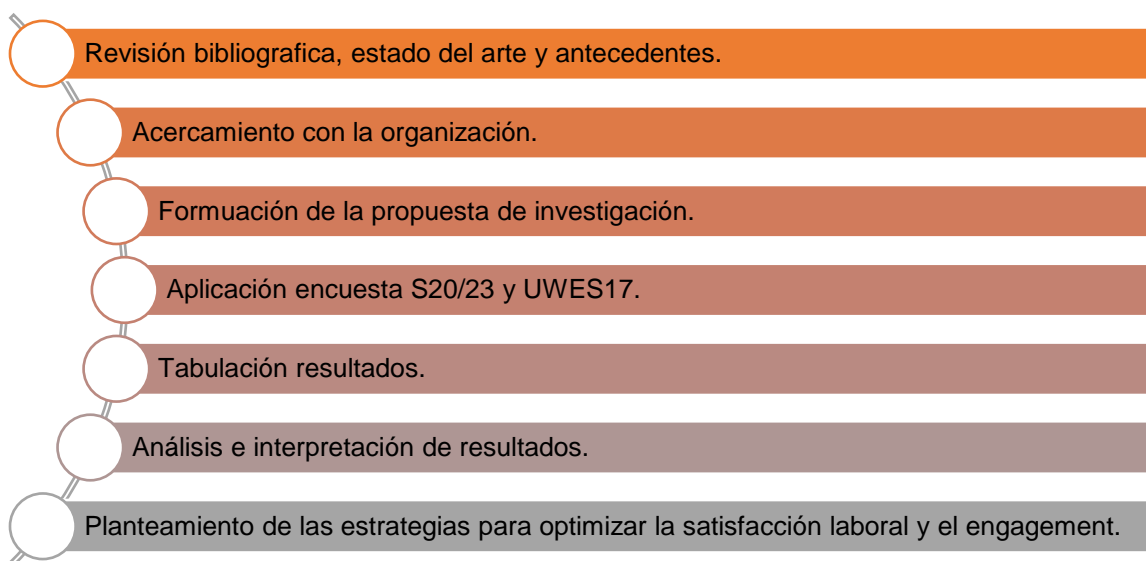 Revisión bibliografica, estado del arte y antecedentes.
Acercamiento con la organización.
Formuación de la propuesta de investigación.
Aplicación encuesta S20/23 y UWES17.
Tabulación resultados.
Análisis e interpretación de resultados.
Planteamiento de las estrategias para optimizar la satisfacción laboral y el engagement.